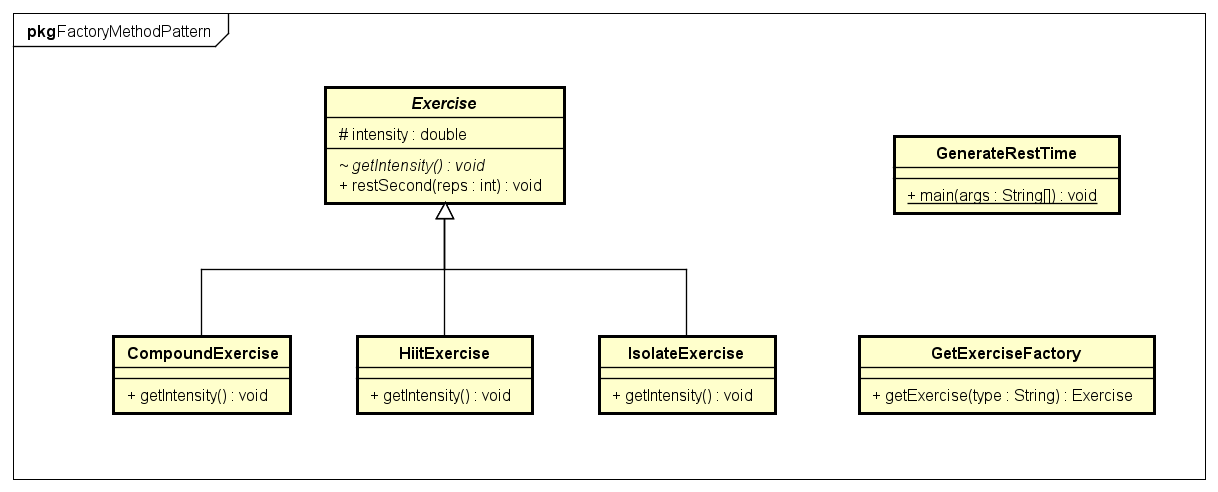 pkgFactoryMethodPattern
Exercise
# intensity : double
~ getIntensity() : void
+ restSecond(reps : int) : void
GenerateRestTime
+ main(args : String[]) : void
CompoundExercise
+ getIntensity() : void
HiitExercise
+ getIntensity() : void
IsolateExercise
+ getIntensity() : void
GetExerciseFactory
+ getExercise(type : String) : Exercise